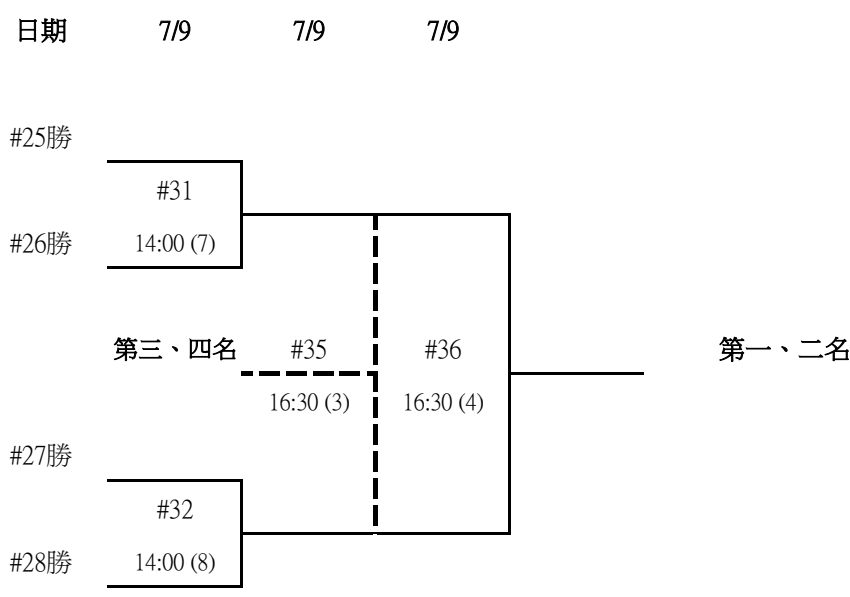 日期 7/9 7/9 7/9
#25勝
#31
#26勝 14:00 (7)
第三、四名 #35 #36 第一、二名
16:30 (3) 16:30 (4)
#27勝
#32
#28勝 14:00 (8)